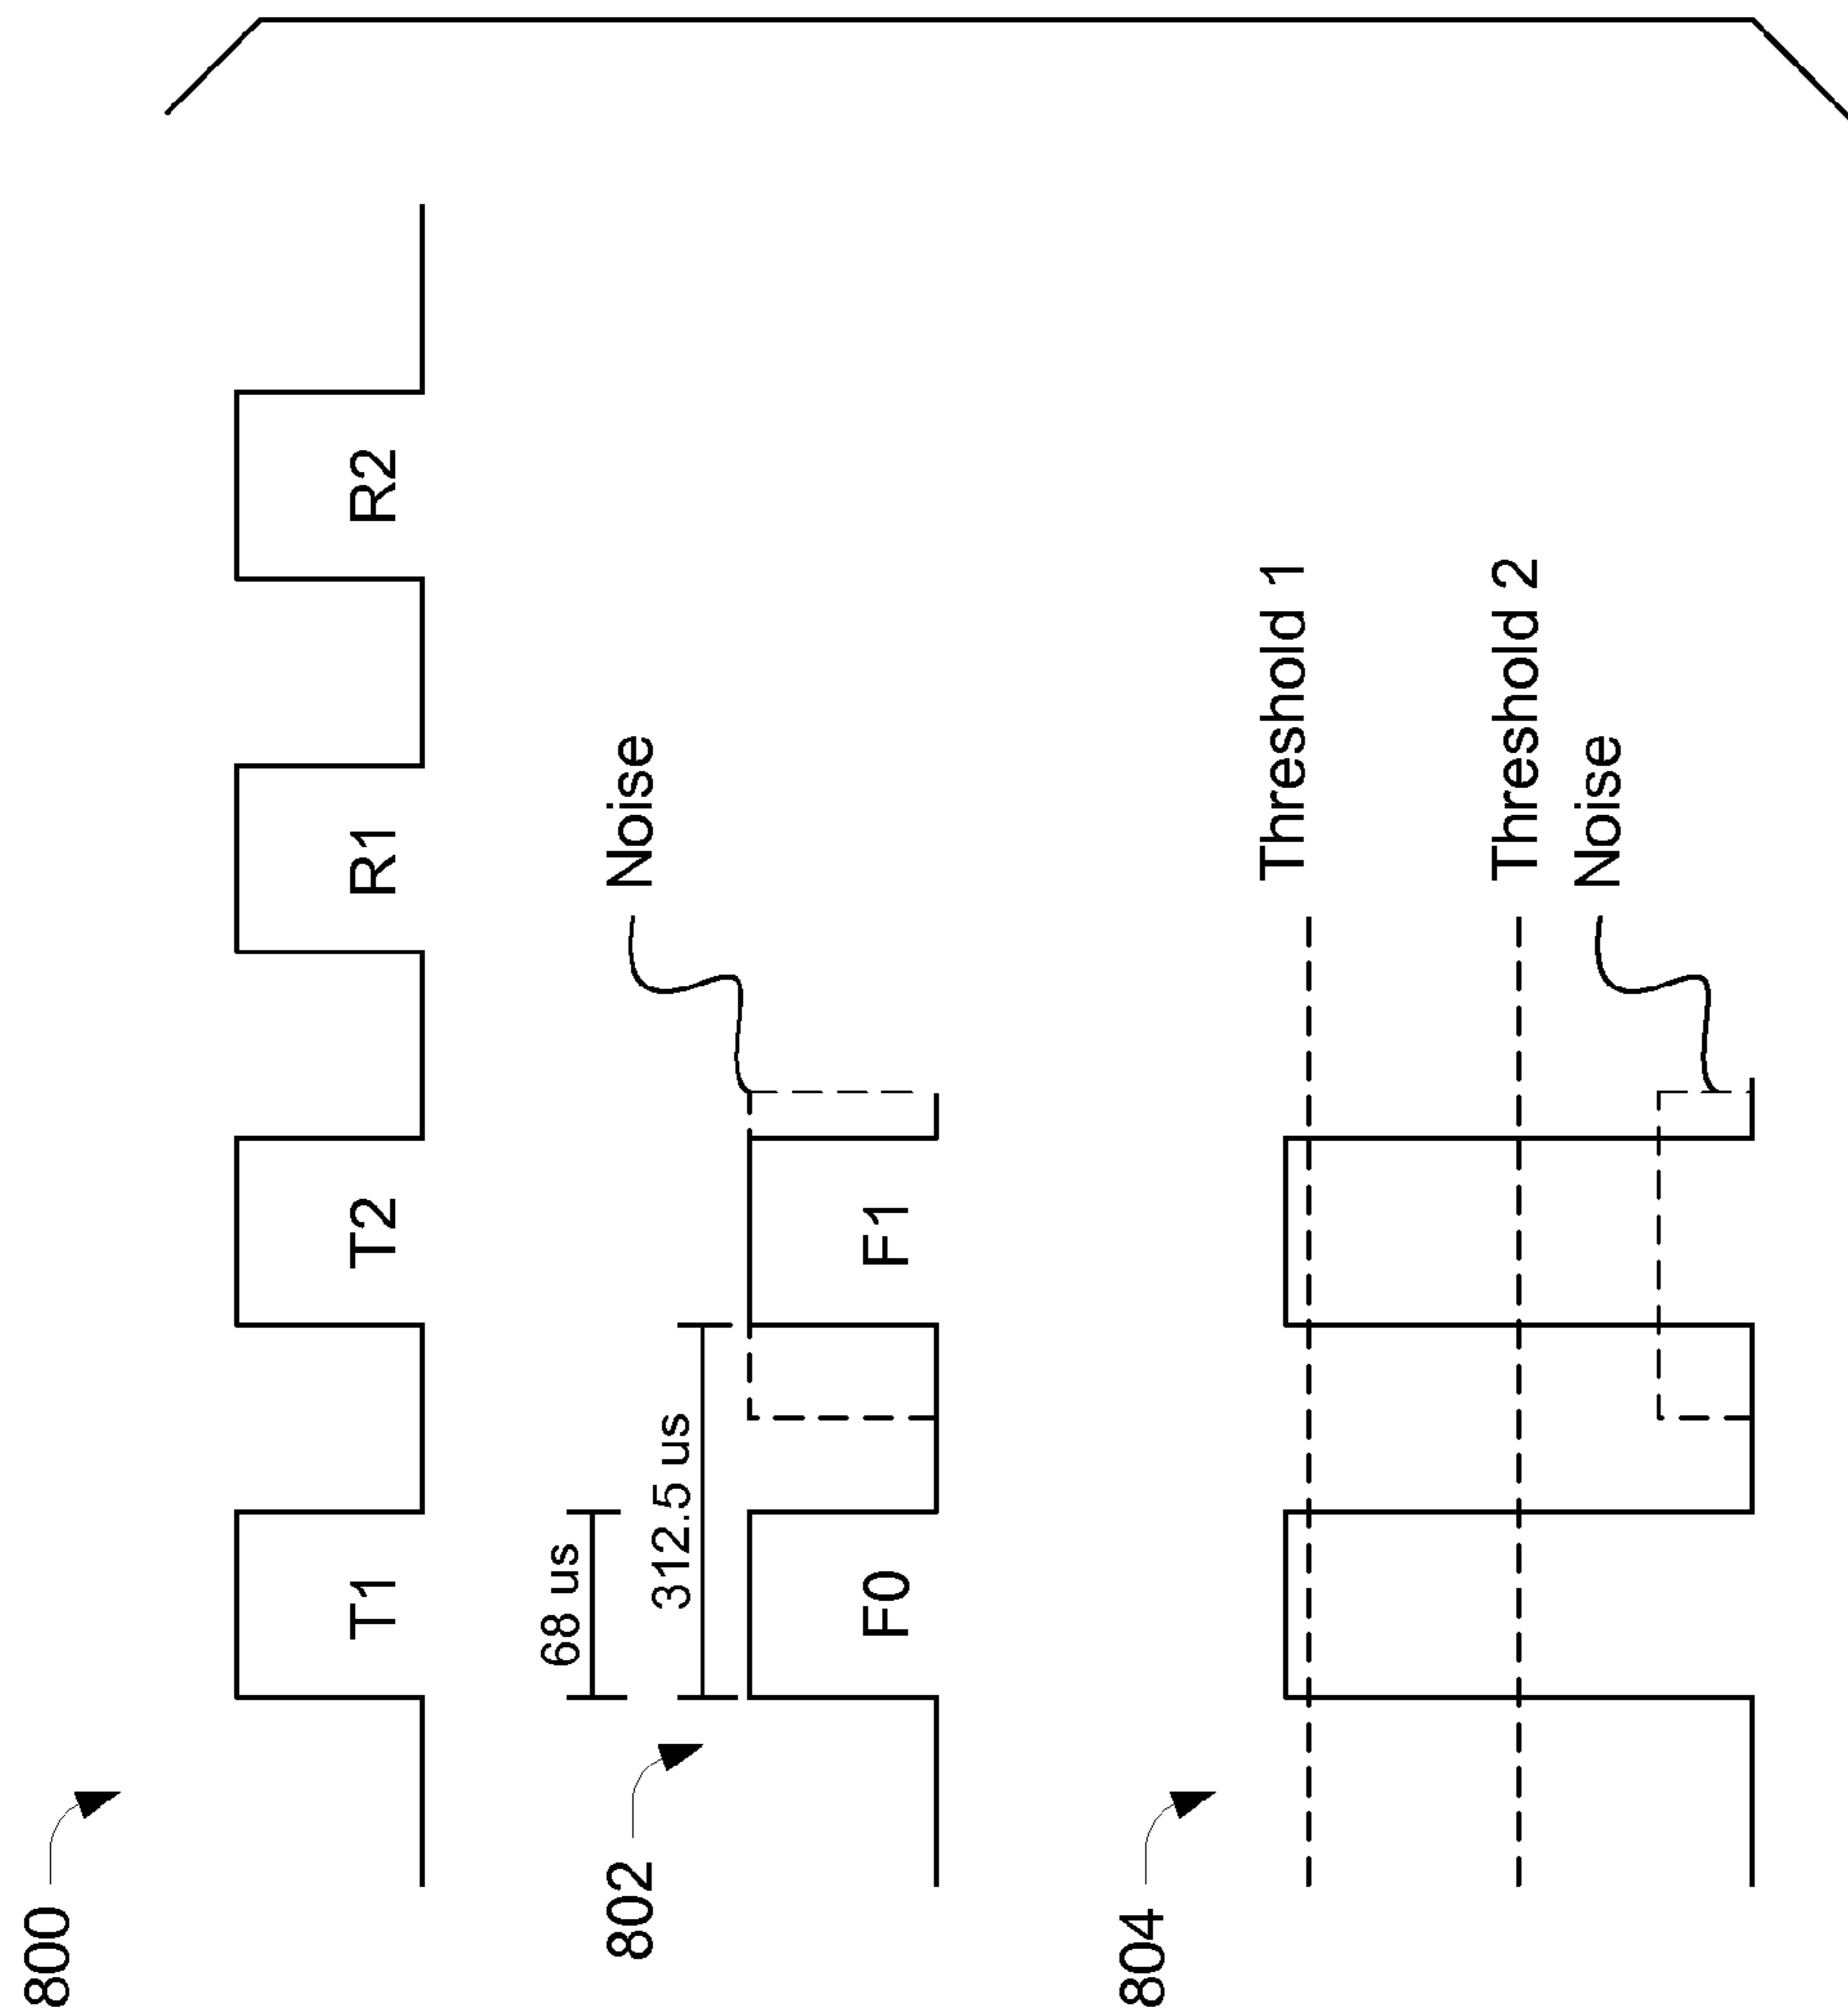 800
T1
T2
R1
R2
68 us
312.5 us
802
Noise
F0
F1
804
Threshold 1
Threshold 2
Noise